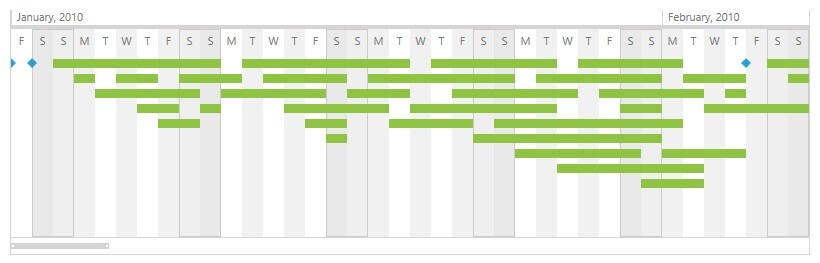 January, 2010 February, 2010
F S S M T W T F S S M T W T F S S M T W T F S S M T W T F S S M T W T F S S